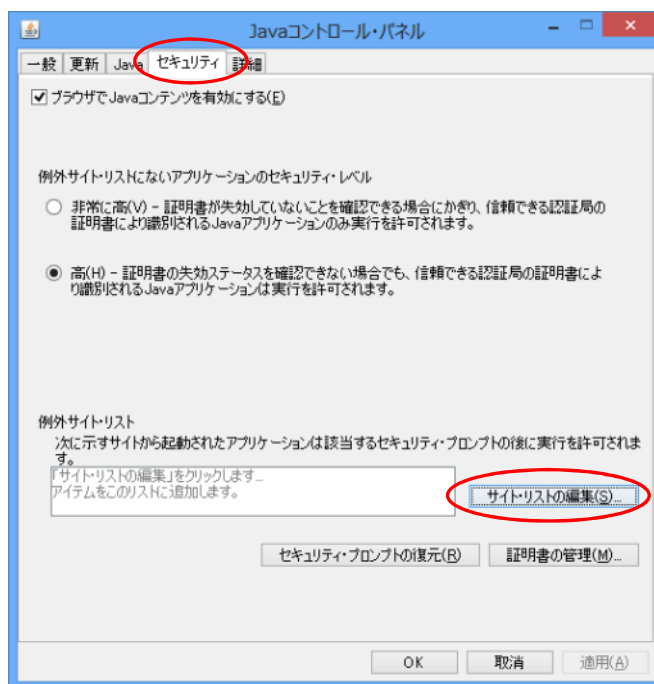 Javaコントロール・パネル
一般 更新 Java セキュリティ 詳細
ブラウザでJavaコンテンツを有効にする(E)
例外サイト・リストにないアプリケーションのセキュリティ・レベル
非常に高(V) - 証明書が失効していないことを確認できる場合にかぎり、信頼できる認証局の
証明書により識別されるJavaアプリケーションのみ実行を許可されます。
高(H) - 証明書の失効ステータスを確認できない場合でも、信頼できる認証局の証明書によ
り識別されるJavaアプリケーションは実行を許可されます。
例外サイト・リスト
次に示すサイトから起動されたアプリケーションは該当するセキュリティ・プロンプトの後に実行を許可されま
す。
「サイト・リストの編集」をクリックします...
アイテムをこのリストに追加します。
サイト・リストの編集(S)...
セキュリティ・プロンプトの復元(R) 証明書の管理(M)...
OK 取消 適用(A)